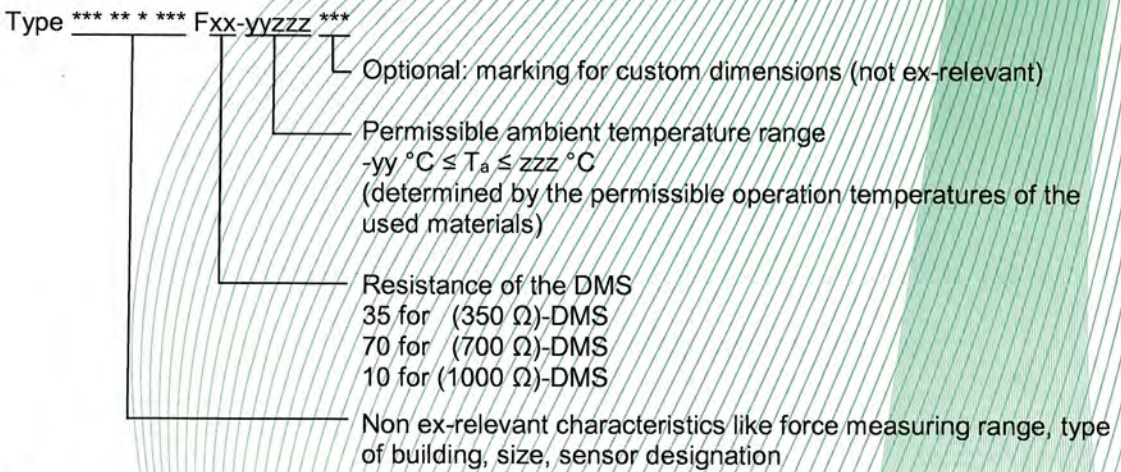 Type *** ** * *** Fxx-yyzzz ***
Optional: marking for custom dimensions (not ex-relevant)
Permissible ambient temperature range
-yy °C ≤ Ta ≤ zzz °C
(determined by the permissible operation temperatures of the
used materials)
Resistance of the DMS
35 for (350 Ω)-DMS
70 for (700 Ω)-DMS
10 for (1000 Ω)-DMS
Non ex-relevant characteristics like force measuring range, type
of building, size, sensor designation